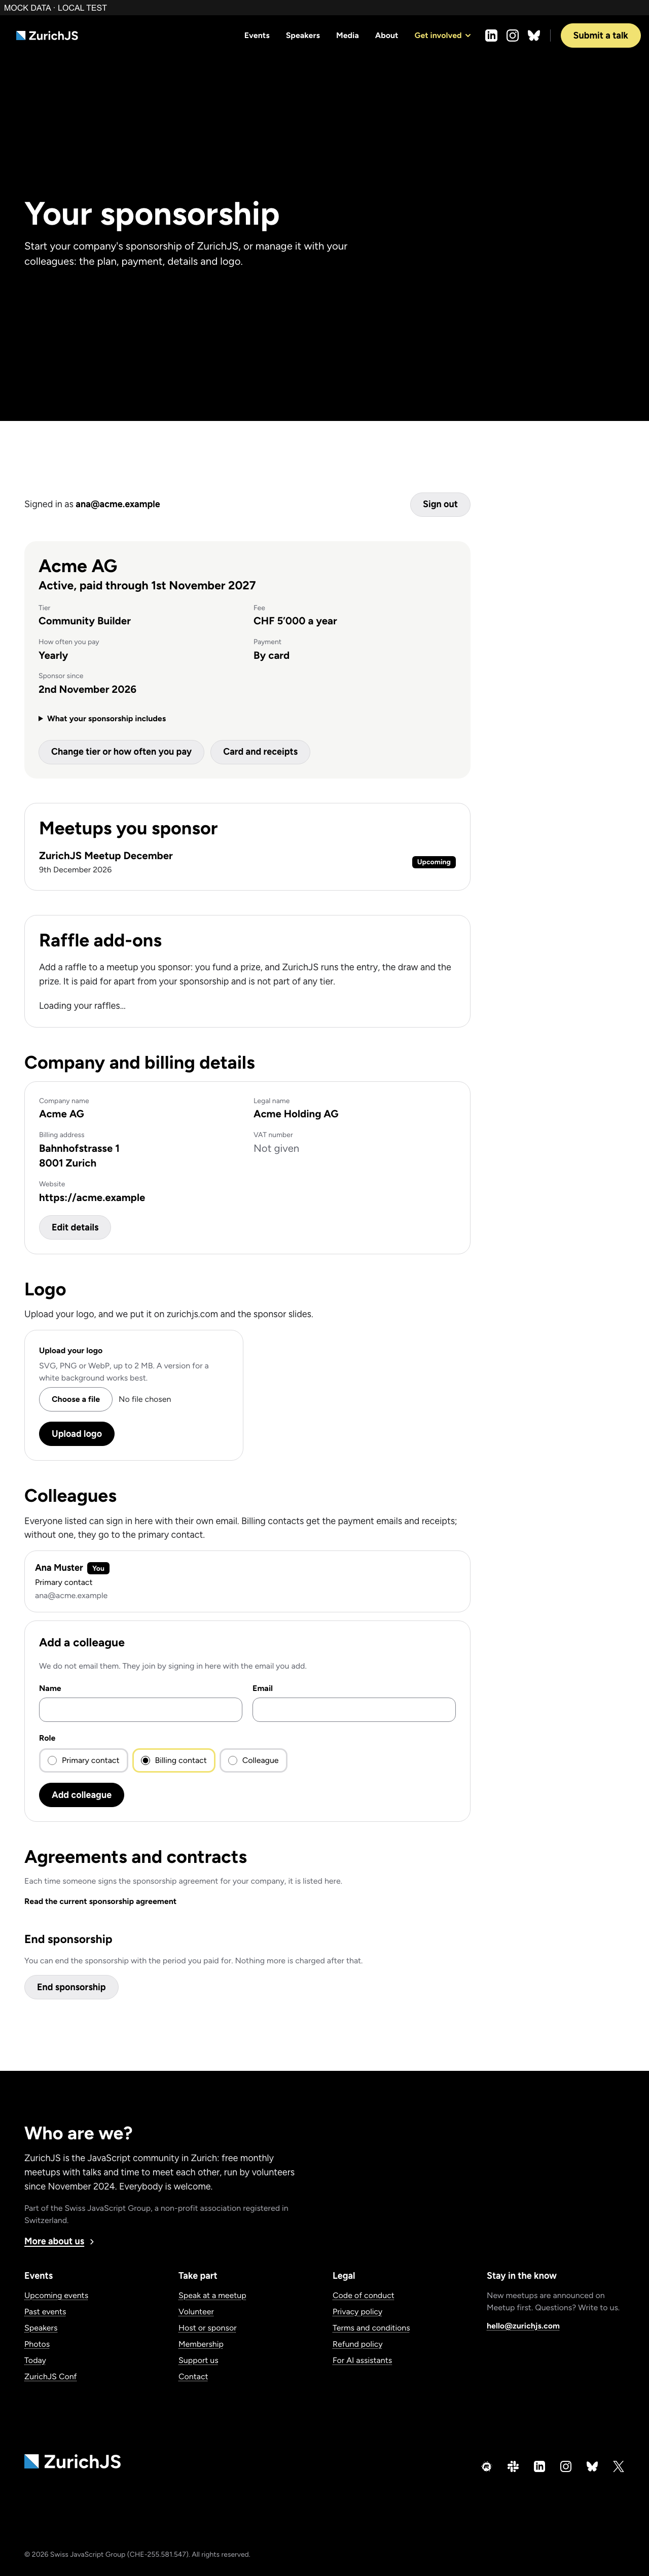 MOCK DATA · LOCAL TEST
ZurichJS
Events
Speakers
Media
About
Get involved
Submit a talk
Your sponsorship
Start your company's sponsorship of ZurichJS, or manage it with your
colleagues: the plan, payment, details and logo.
Signed in as ana@acme.example
Sign out
Acme AG
Active, paid through 1st November 2027
Tier
Community Builder
Fee
CHF 5’000 a year
How often you pay
Yearly
Payment
By card
Sponsor since
2nd November 2026
What your sponsorship includes
Change tier or how often you pay
Card and receipts
Meetups you sponsor
ZurichJS Meetup December
9th December 2026
Upcoming
Raffle add-ons
Add a raffle to a meetup you sponsor: you fund a prize, and ZurichJS runs the entry, the draw and the
prize. It is paid for apart from your sponsorship and is not part of any tier.
Loading your raffles...
Company and billing details
Company name
Acme AG
Legal name
Acme Holding AG
Billing address
Bahnhofstrasse 1
8001 Zurich
VAT number
Not given
Website
https://acme.example
Edit details
Logo
Upload your logo, and we put it on zurichjs.com and the sponsor slides.
Upload your logo
SVG, PNG or WebP, up to 2 MB. A version for a
white background works best.
Choose a file
No file chosen
Upload logo
Colleagues
Everyone listed can sign in here with their own email. Billing contacts get the payment emails and receipts;
without one, they go to the primary contact.
Ana Muster
You
Primary contact
ana@acme.example
Add a colleague
We do not email them. They join by signing in here with the email you add.
Name
Email
Role
Primary contact
Billing contact
Colleague
Add colleague
Agreements and contracts
Each time someone signs the sponsorship agreement for your company, it is listed here.
Read the current sponsorship agreement
End sponsorship
You can end the sponsorship with the period you paid for. Nothing more is charged after that.
End sponsorship
Who are we?
ZurichJS is the JavaScript community in Zurich: free monthly
meetups with talks and time to meet each other, run by volunteers
since November 2024. Everybody is welcome.
Part of the Swiss JavaScript Group, a non-profit association registered in
Switzerland.
More about us
Events
Upcoming events
Past events
Speakers
Photos
Today
ZurichJS Conf
Take part
Speak at a meetup
Volunteer
Host or sponsor
Membership
Support us
Contact
Legal
Code of conduct
Privacy policy
Terms and conditions
Refund policy
For AI assistants
Stay in the know
New meetups are announced on
Meetup first. Questions? Write to us.
hello@zurichjs.com
ZurichJS
© 2026 Swiss JavaScript Group (CHE-255.581.547). All rights reserved.